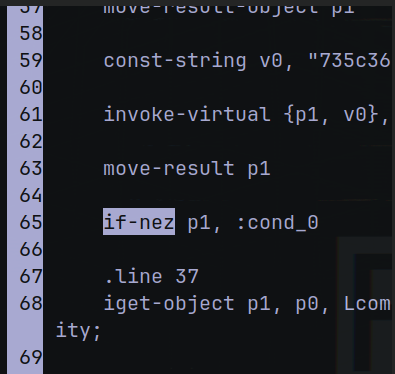 57 move-result-object p1
58
59 const-string v0, "735c36
60
61 invoke-virtual {p1, v0},
62
63 move-result p1
64
65 if-nez p1, :cond_0
66
67 .line 37
68 iget-object p1, p0, Lcom
ity;
69